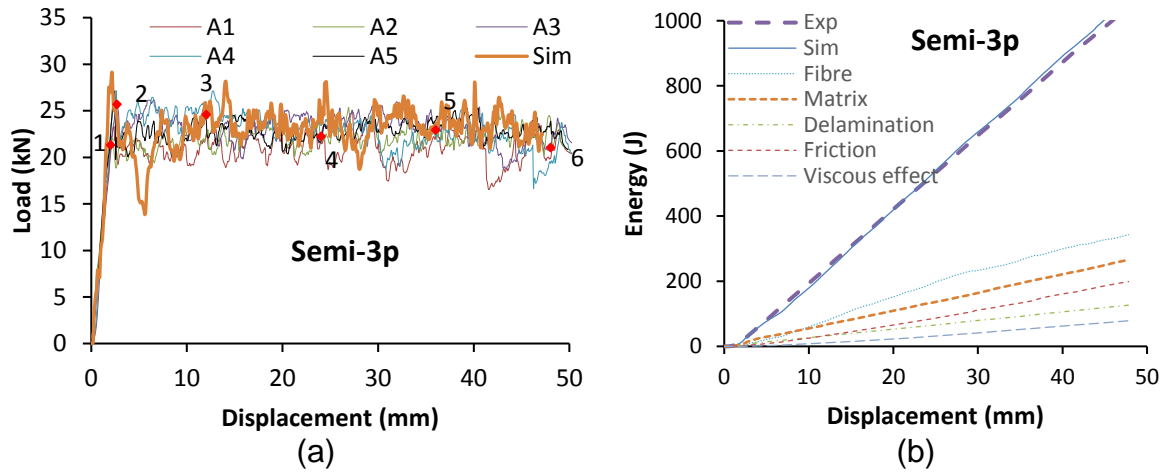 A1 A2 A3
A4 A5 Sim
35
30
25
20
15
10
5
0
Load (kN)
1
2
3
4
5
6
Semi-3p
0 10 20 30 40 50
Displacement (mm)
(a)
1000
800
600
400
200
0
Energy (J)
Semi-3p
Exp
Sim
Fibre
Matrix
Delamination
Friction
Viscous effect
0 10 20 30 40 50
Displacement (mm)
(b)